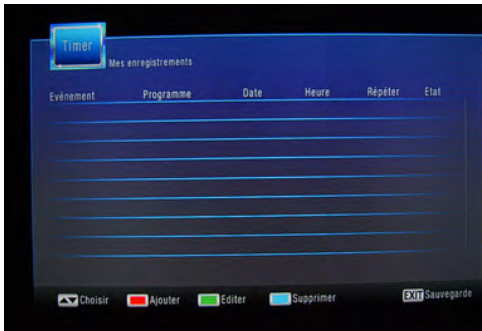 Timer
Mes enregistrements
Evénement Programme Date Heure Répéter Etat
Choisir Ajouter Editer Supprimer EXIT Sauvegarde